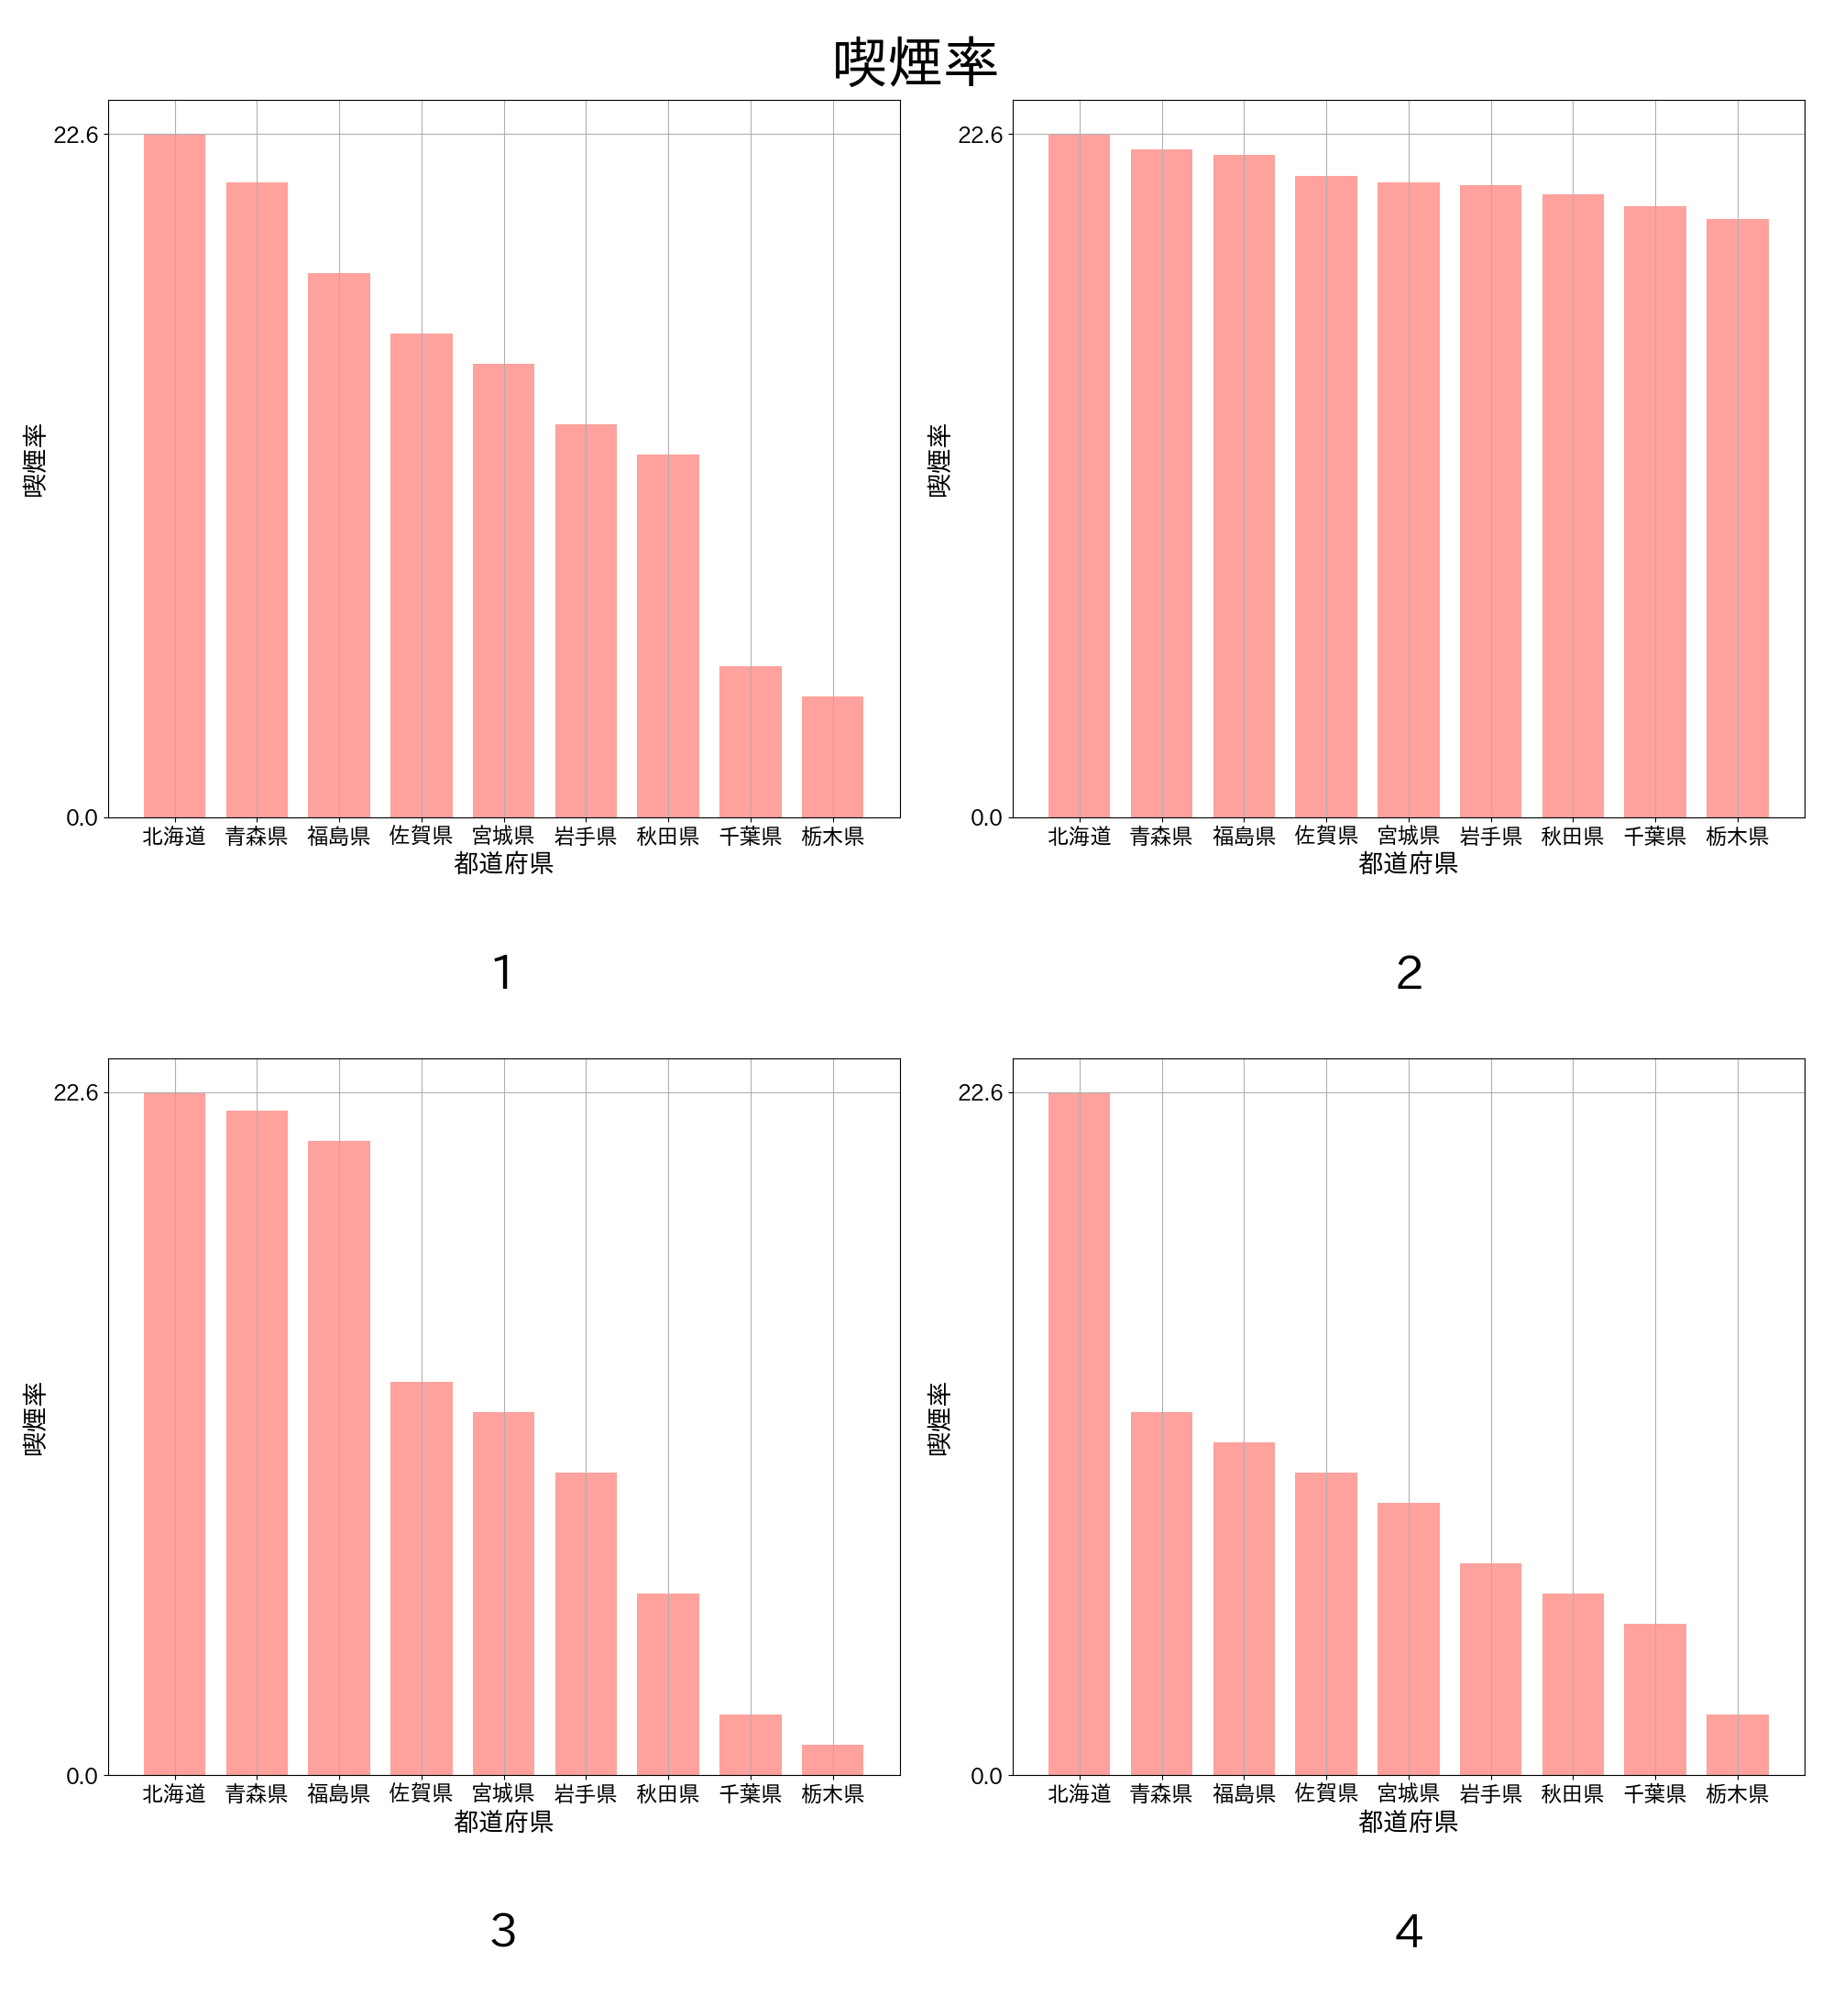 喫煙率
22.6
喫煙率
0.0
北海道 青森県 福島県 佐賀県 宮城県 岩手県 秋田県 千葉県 栃木県
都道府県
1
22.6
喫煙率
0.0
北海道 青森県 福島県 佐賀県 宮城県 岩手県 秋田県 千葉県 栃木県
都道府県
2
22.6
喫煙率
0.0
北海道 青森県 福島県 佐賀県 宮城県 岩手県 秋田県 千葉県 栃木県
都道府県
3
22.6
喫煙率
0.0
北海道 青森県 福島県 佐賀県 宮城県 岩手県 秋田県 千葉県 栃木県
都道府県
4